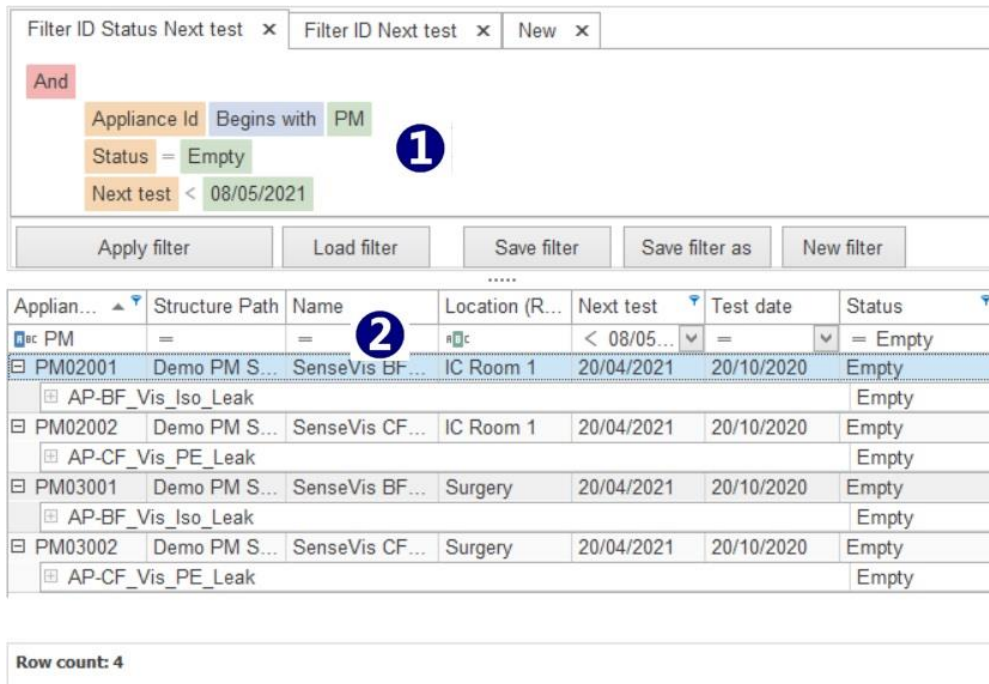 Filter ID Status Next test × Filter ID Next test × New ×
And
Appliance Id Begins with PM
1
Status = Empty
Next test < 08/05/2021
Apply filter Load filter Save filter Save filter as New filter
Applian... Structure Path Name Location (R... Next test Test date Status
2
ABC PM = = ABC < 08/05... = = Empty
PM02001 Demo PM S... SenseVis BF... IC Room 1 20/04/2021 20/10/2020 Empty
AP-BF_Vis_Iso_Leak Empty
PM02002 Demo PM S... SenseVis CF... IC Room 1 20/04/2021 20/10/2020 Empty
AP-CF_Vis_PE_Leak Empty
PM03001 Demo PM S... SenseVis BF... Surgery 20/04/2021 20/10/2020 Empty
AP-BF_Vis_Iso_Leak Empty
PM03002 Demo PM S... SenseVis CF... Surgery 20/04/2021 20/10/2020 Empty
AP-CF_Vis_PE_Leak Empty
Row count: 4